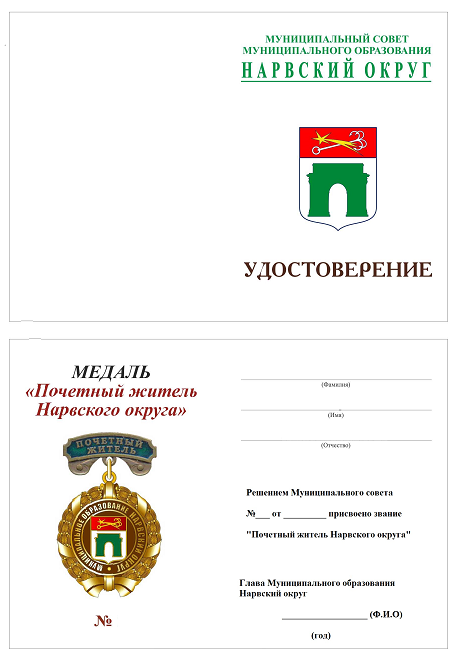 МУНИЦИПАЛЬНЫЙ СОВЕТ
МУНИЦИПАЛЬНОГО ОБРАЗОВАНИЯ
НАРВСКИЙ ОКРУГ
УДОСТОВЕРЕНИЕ
МЕДАЛЬ
«Почетный житель
Нарвского округа»
ПОЧЕТНЫЙ
ЖИТЕЛЬ
МУНИЦИПАЛЬНОЕ ОБРАЗОВАНИЕ НАРВСКИЙ ОКРУГ
№
(Фамилия)
(Имя)
(Отчество)
Решением Муниципального совета
№___ от _________ присвоено звание
"Почетный житель Нарвского округа"
Глава Муниципального образования
Нарвский округ
__________________ (Ф.И.О)
(год)